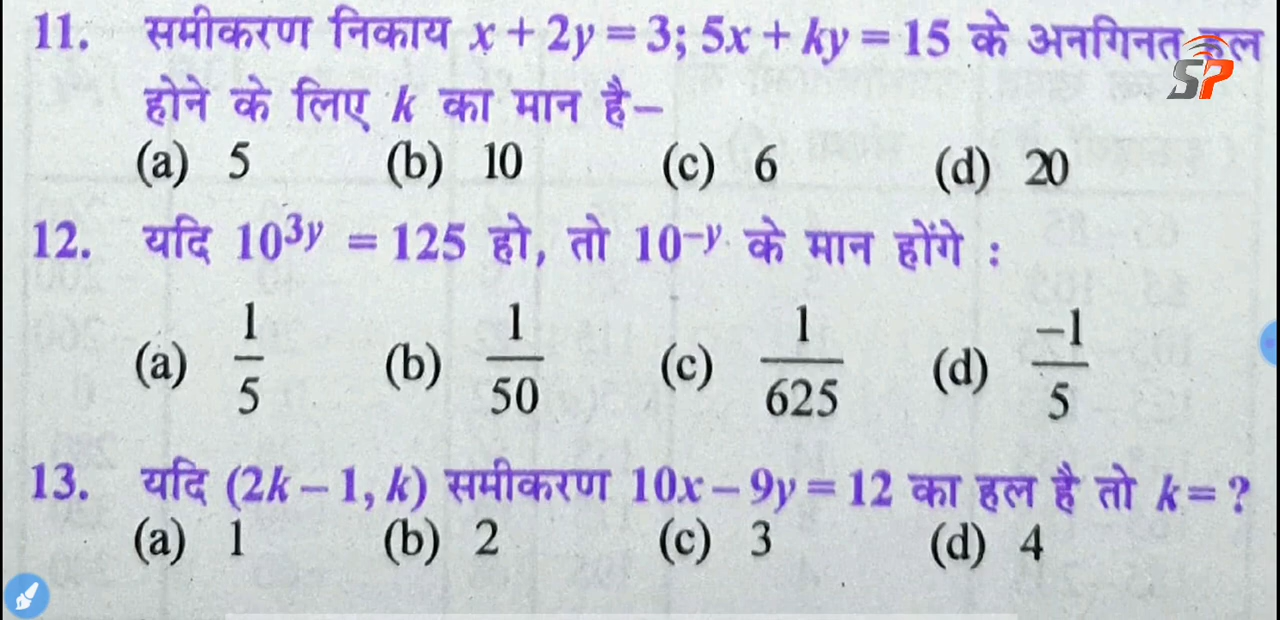 11. समीकरण निकाय x + 2y = 3; 5x + ky = 15 के अनगिनत हल
SP
होने के लिए k का मान है–
(a) 5 (b) 10 (c) 6 (d) 20
12. यदि 10³ʸ = 125 हो, तो 10⁻ʸ के मान होंगे :
(a) 1/5 (b) 1/50 (c) 1/625 (d) -1/5
13. यदि (2k – 1, k) समीकरण 10x – 9y = 12 का हल है तो k = ?
(a) 1 (b) 2 (c) 3 (d) 4